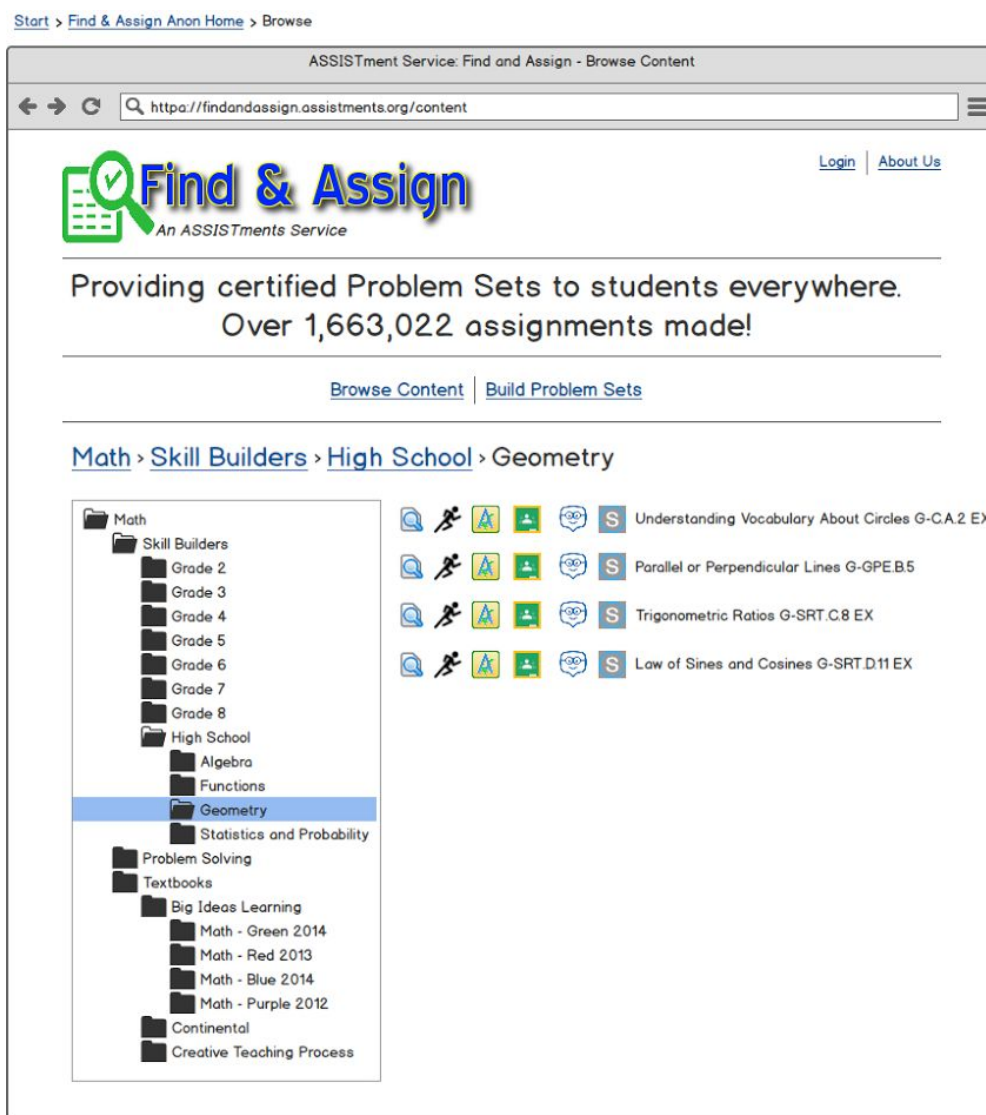 Start > Find & Assign Anon Home > Browse
ASSISTment Service: Find and Assign - Browse Content
httpa://findandassign.assistments.org/content
Login | About Us
Find & Assign
An ASSISTments Service
Providing certified Problem Sets to students everywhere.
Over 1,663,022 assignments made!
Browse Content | Build Problem Sets
Math > Skill Builders > High School > Geometry
Math
Skill Builders
Grade 2
Grade 3
Grade 4
Grade 5
Grade 6
Grade 7
Grade 8
High School
Algebra
Functions
Geometry
Statistics and Probability
Problem Solving
Textbooks
Big Ideas Learning
Math - Green 2014
Math - Red 2013
Math - Blue 2014
Math - Purple 2012
Continental
Creative Teaching Process
S Understanding Vocabulary About Circles G-C.A.2 EX
S Parallel or Perpendicular Lines G-GPE.B.5
S Trigonometric Ratios G-SRT.C.8 EX
S Law of Sines and Cosines G-SRT.D.11 EX